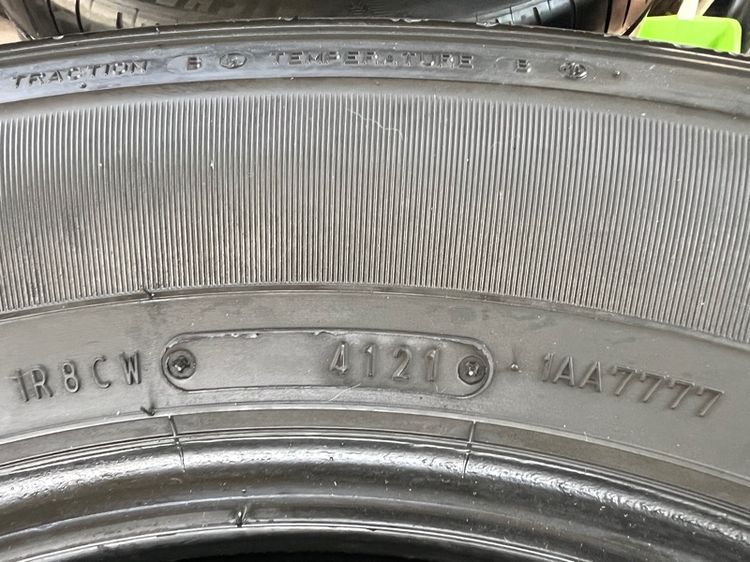 TRACTION B TEMPERATURE B
1R8CW 4121 1AA7777